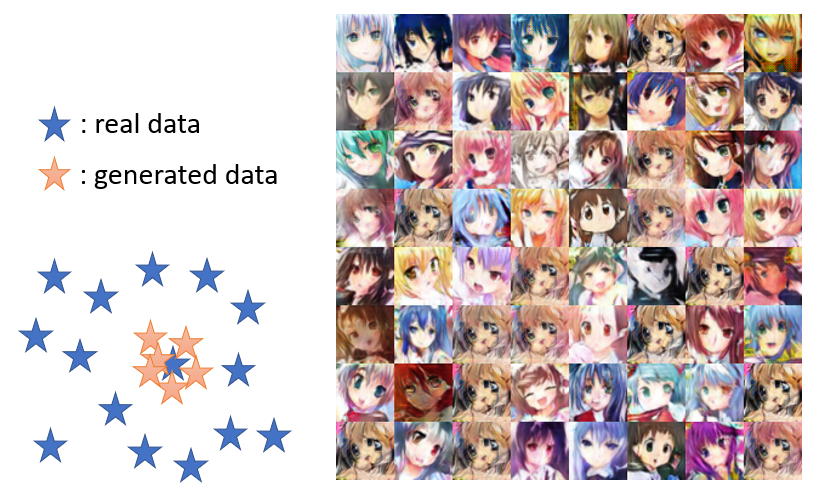 : real data
: generated data